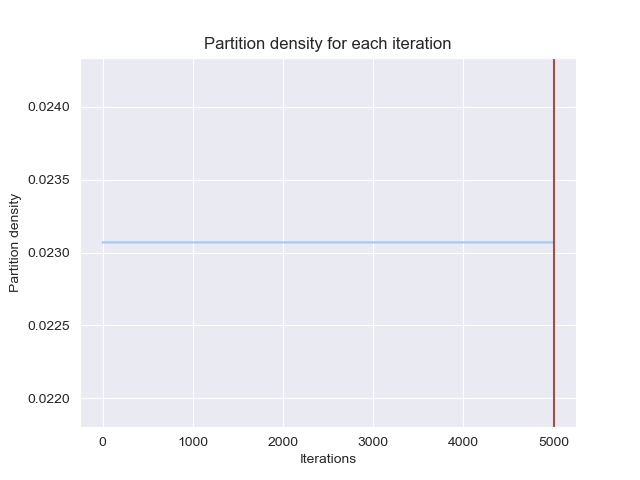 Partition density for each iteration
0.0240
0.0235
0.0230
0.0225
0.0220
Partition density
0 1000 2000 3000 4000 5000
Iterations